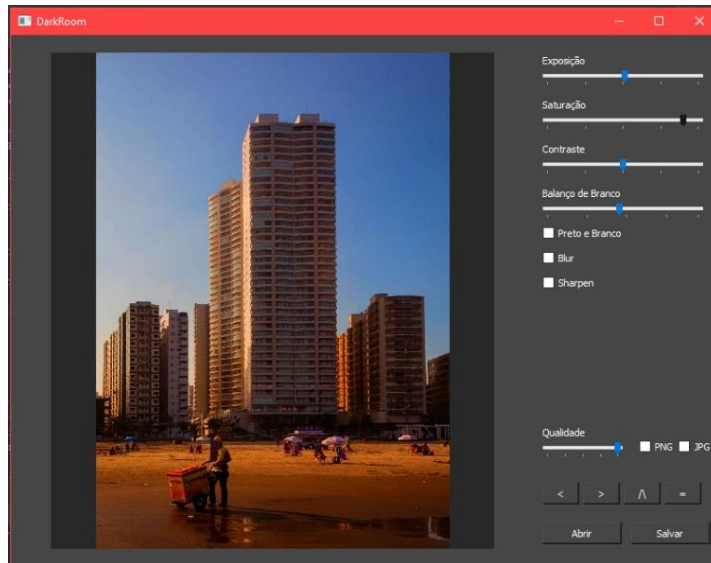 DarkRoom
Exposição
Saturação
Contraste
Balanço de Branco
Preto e Branco
Blur
Sharpen
Qualidade
PNG JPG
< > /\ =
Abrir Salvar